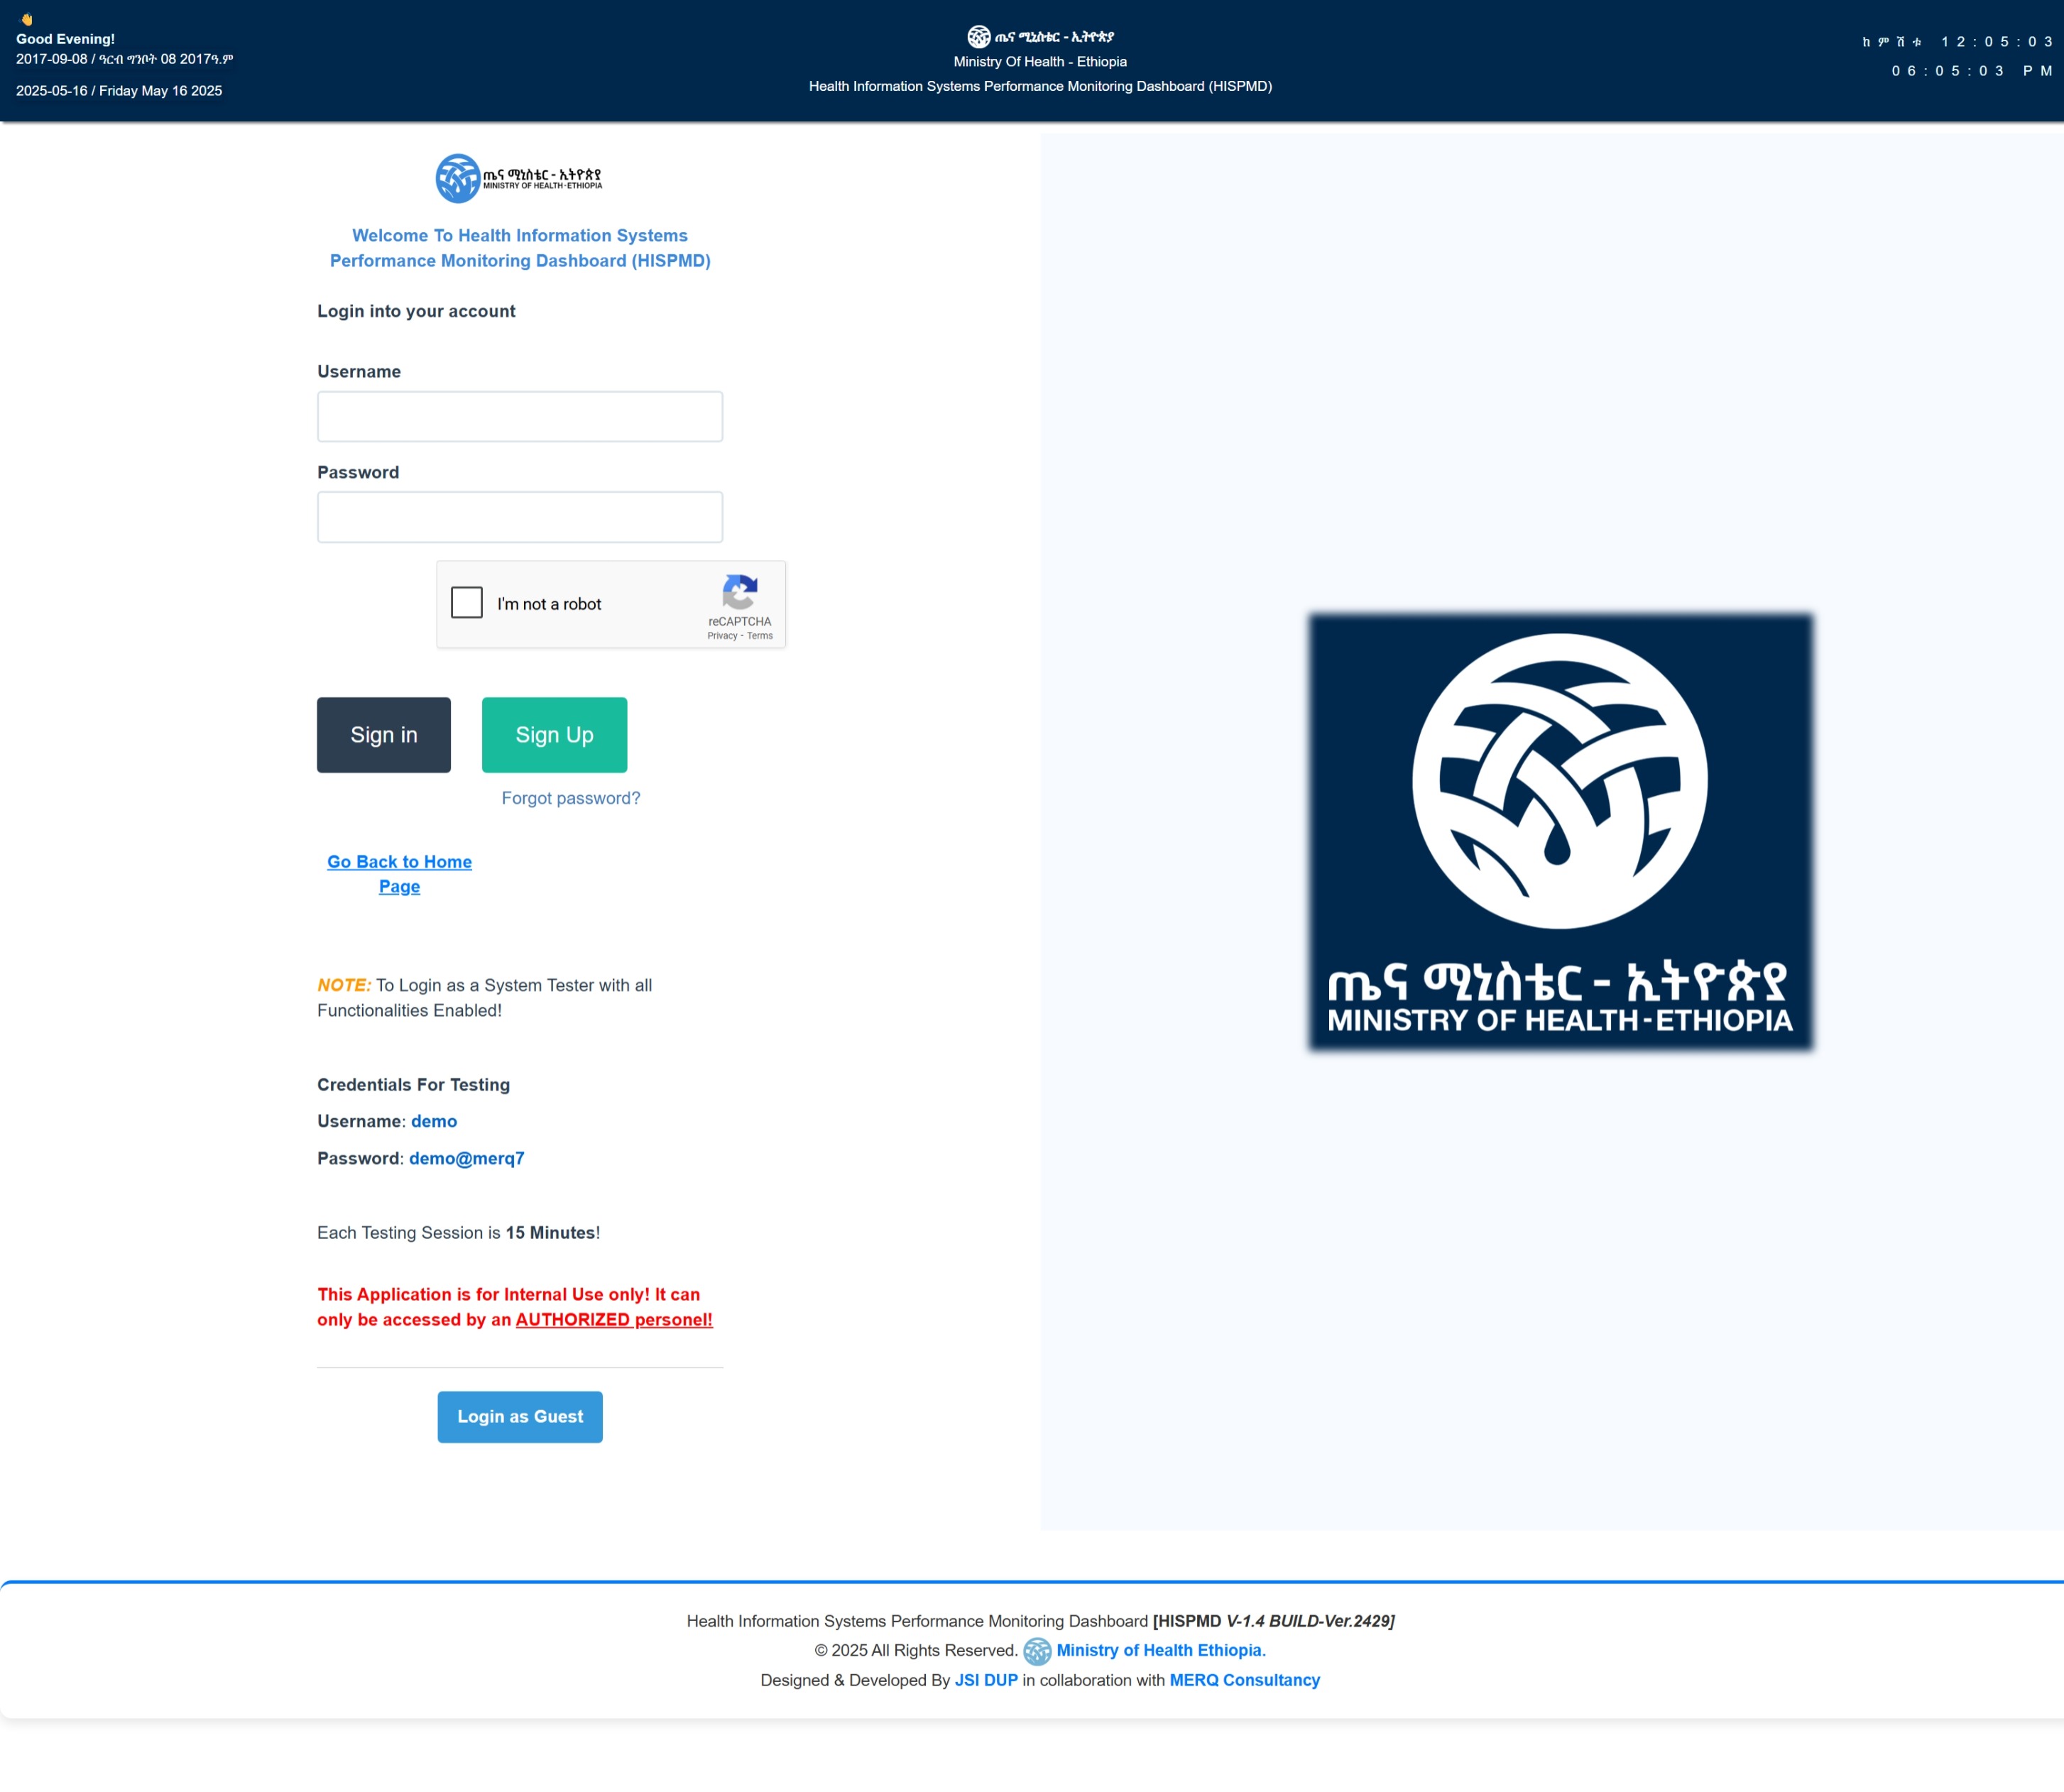 Good Evening!
2017-09-08 / ዓርብ ግንቦት 08 2017ዓ.ም
2025-05-16 / Friday May 16 2025
ጤና ሚኒስቴር - ኢትዮጵያ
Ministry Of Health - Ethiopia
Health Information Systems Performance Monitoring Dashboard (HISPMD)
ከምሽቱ 12:05:03
06:05:03 PM
ጤና ሚኒስቴር - ኢትዮጵያ
MINISTRY OF HEALTH-ETHIOPIA
Welcome To Health Information Systems
Performance Monitoring Dashboard (HISPMD)
Login into your account
Username
Password
I'm not a robot
reCAPTCHA
Privacy - Terms
Sign in
Sign Up
Forgot password?
Go Back to Home
Page
NOTE: To Login as a System Tester with all
Functionalities Enabled!
Credentials For Testing
Username: demo
Password: demo@merq7
Each Testing Session is 15 Minutes!
This Application is for Internal Use only! It can
only be accessed by an AUTHORIZED personel!
Login as Guest
ጤና ሚኒስቴር - ኢትዮጵያ
MINISTRY OF HEALTH-ETHIOPIA
Health Information Systems Performance Monitoring Dashboard [HISPMD V-1.4 BUILD-Ver.2429]
© 2025 All Rights Reserved. Ministry of Health Ethiopia.
Designed & Developed By JSI DUP in collaboration with MERQ Consultancy